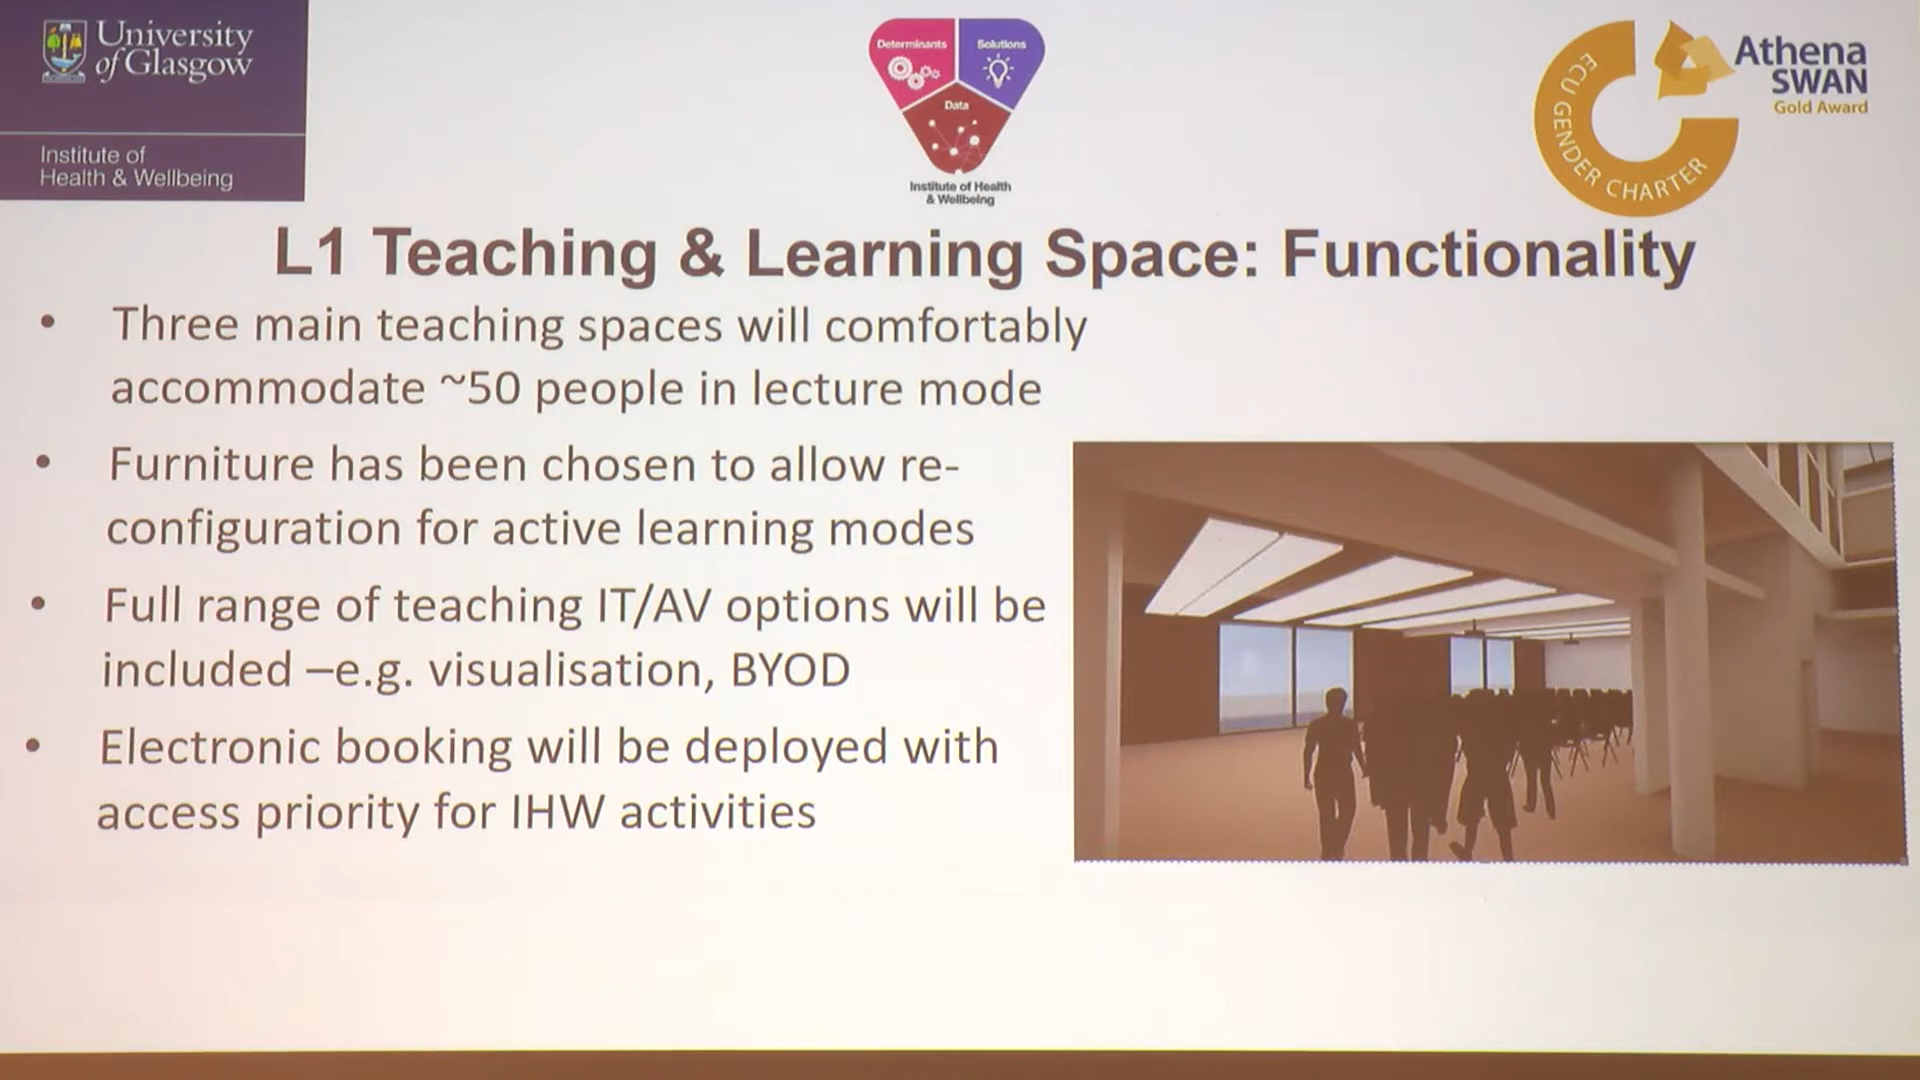 University
of Glasgow
Institute of
Health & Wellbeing
Determinants
Solutions
Data
Institute of Health
& Wellbeing
ECU GENDER CHARTER
Athena
SWAN
Gold Award
L1 Teaching & Learning Space: Functionality
• Three main teaching spaces will comfortably
accommodate ~50 people in lecture mode
• Furniture has been chosen to allow re-
configuration for active learning modes
• Full range of teaching IT/AV options will be
included –e.g. visualisation, BYOD
• Electronic booking will be deployed with
access priority for IHW activities